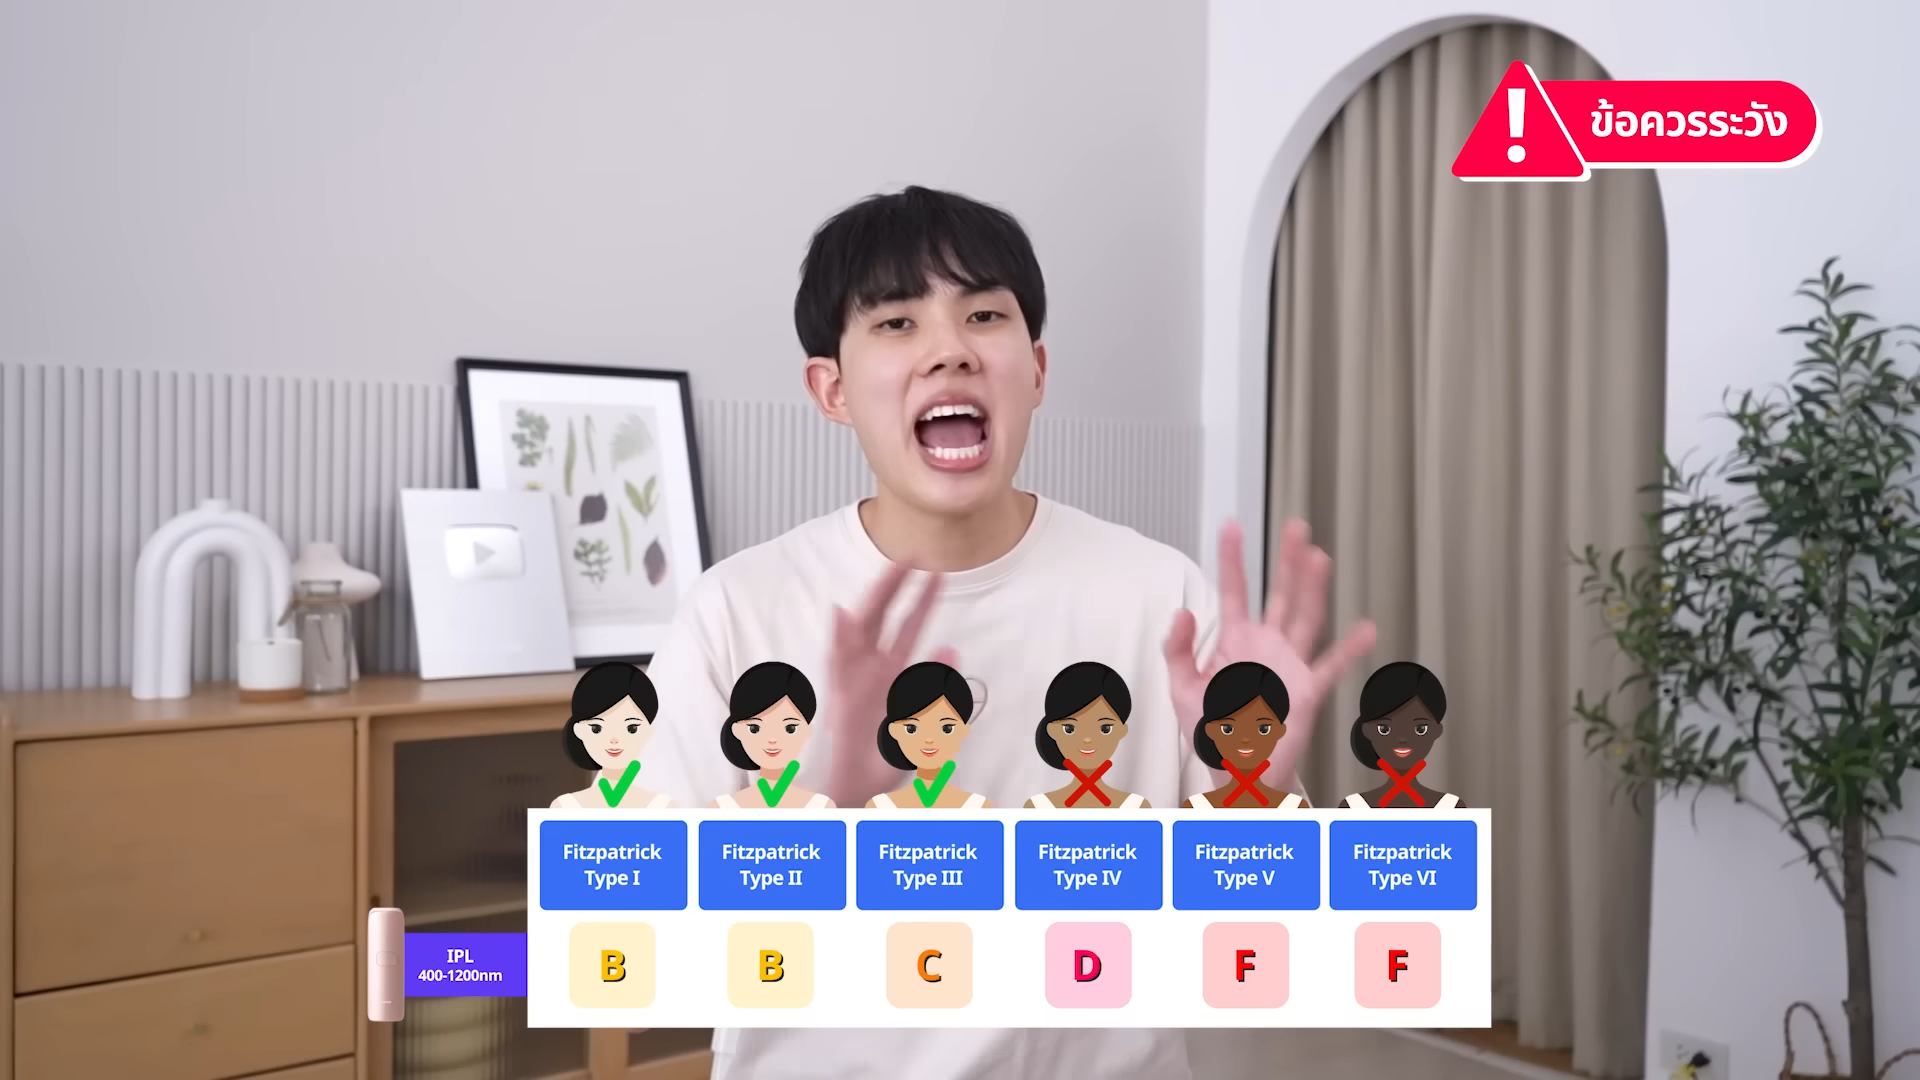 ข้อควรระวัง
Fitzpatrick
Type I
Fitzpatrick
Type II
Fitzpatrick
Type III
Fitzpatrick
Type IV
Fitzpatrick
Type V
Fitzpatrick
Type VI
IPL
400-1200nm
B
B
C
D
F
F